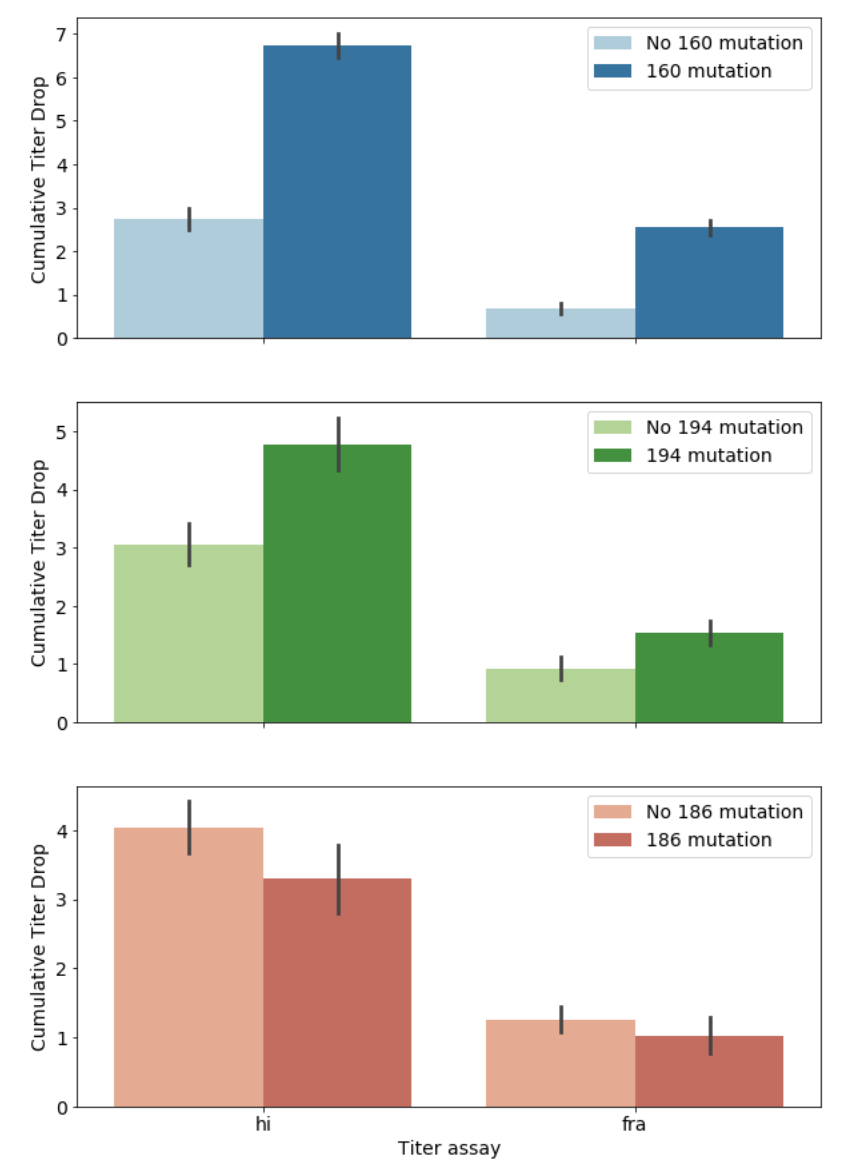 7
6
5
4
3
2
1
0
Cumulative Titer Drop
No 160 mutation
160 mutation
5
4
3
2
1
0
Cumulative Titer Drop
No 194 mutation
194 mutation
4
3
2
1
0
Cumulative Titer Drop
No 186 mutation
186 mutation
hi fra
Titer assay